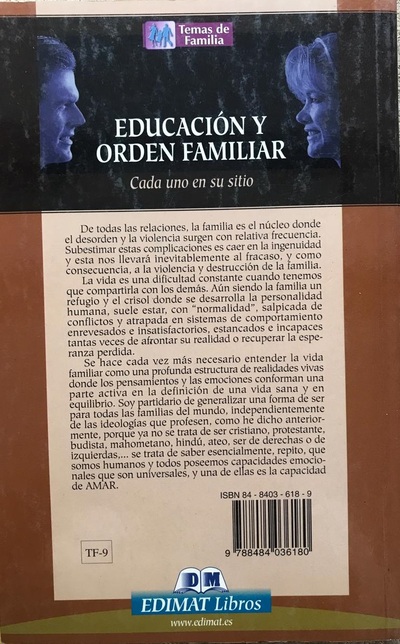 Temas de
Familia
EDUCACIÓN Y
ORDEN FAMILIAR
Cada uno en su sitio
De todas las relaciones, la familia es el núcleo donde
el desorden y la violencia surgen con relativa frecuencia.
Subestimar estas complicaciones es caer en la ingenuidad
y esta nos llevará inevitablemente al fracaso, y como
consecuencia, a la violencia y destrucción de la familia.
La vida es una dificultad constante cuando tenemos
que compartirla con los demás. Aún siendo la familia un
refugio y el crisol donde se desarrolla la personalidad
humana, suele estar, con "normalidad", salpicada de
conflictos y atrapada en sistemas de comportamiento
enrevesados e insatisfactorios, estancados e incapaces
tantas veces de afrontar su realidad o recuperar la espe-
ranza perdida.
Se hace cada vez más necesario entender la vida
familiar como una profunda estructura de realidades vivas
donde los pensamientos y las emociones conforman una
parte activa en la definición de una vida sana y en
equilibrio. Soy partidario de generalizar una forma de ser
para todas las familias del mundo, independientemente
de las ideologías que profesen, como he dicho anterior-
mente, porque ya no se trata de ser cristiano, protestante,
budista, mahometano, hindú, ateo, ser de derechas o de
izquierdas,... se trata de saber esencialmente, repito, que
somos humanos y todos poseemos capacidades emocio-
nales que son universales, y una de ellas es la capacidad
de AMAR.
ISBN 84 - 8403 - 618 - 9
9 788484 036180
TF-9
DM
EDIMAT Libros
www.edimat.es